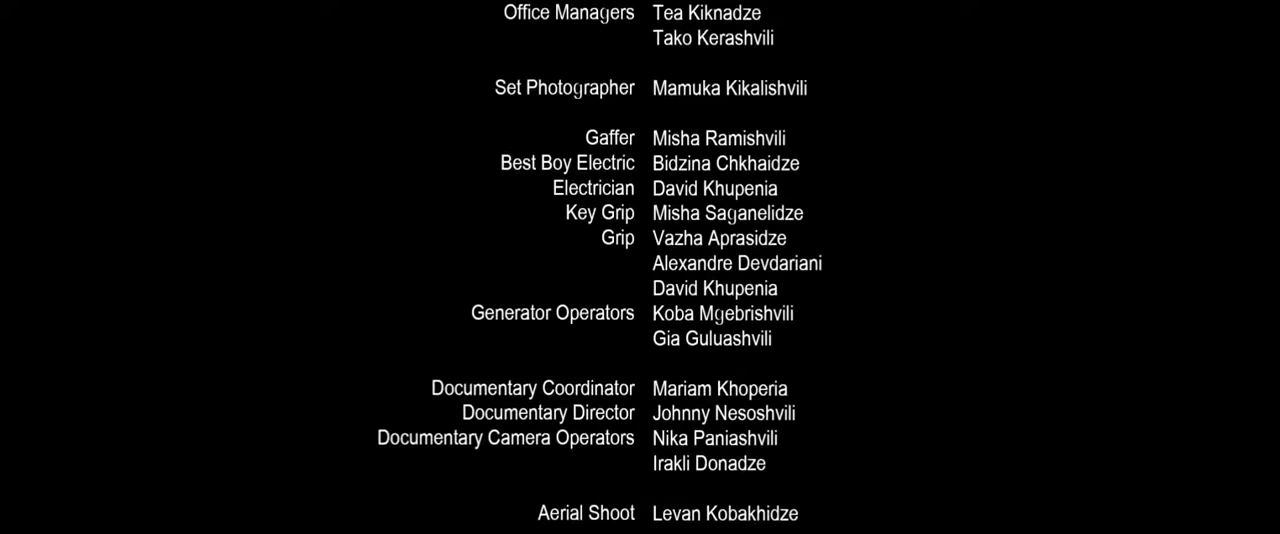 Office Managers Tea Kiknadze
Tako Kerashvili
Set Photographer Mamuka Kikalishvili
Gaffer Misha Ramishvili
Best Boy Electric Bidzina Chkhaidze
Electrician David Khupenia
Key Grip Misha Saganelidze
Grip Vazha Aprasidze
Alexandre Devdariani
David Khupenia
Generator Operators Koba Mgebrishvili
Gia Guluashvili
Documentary Coordinator Mariam Khoperia
Documentary Director Johnny Nesoshvili
Documentary Camera Operators Nika Paniashvili
Irakli Donadze
Aerial Shoot Levan Kobakhidze